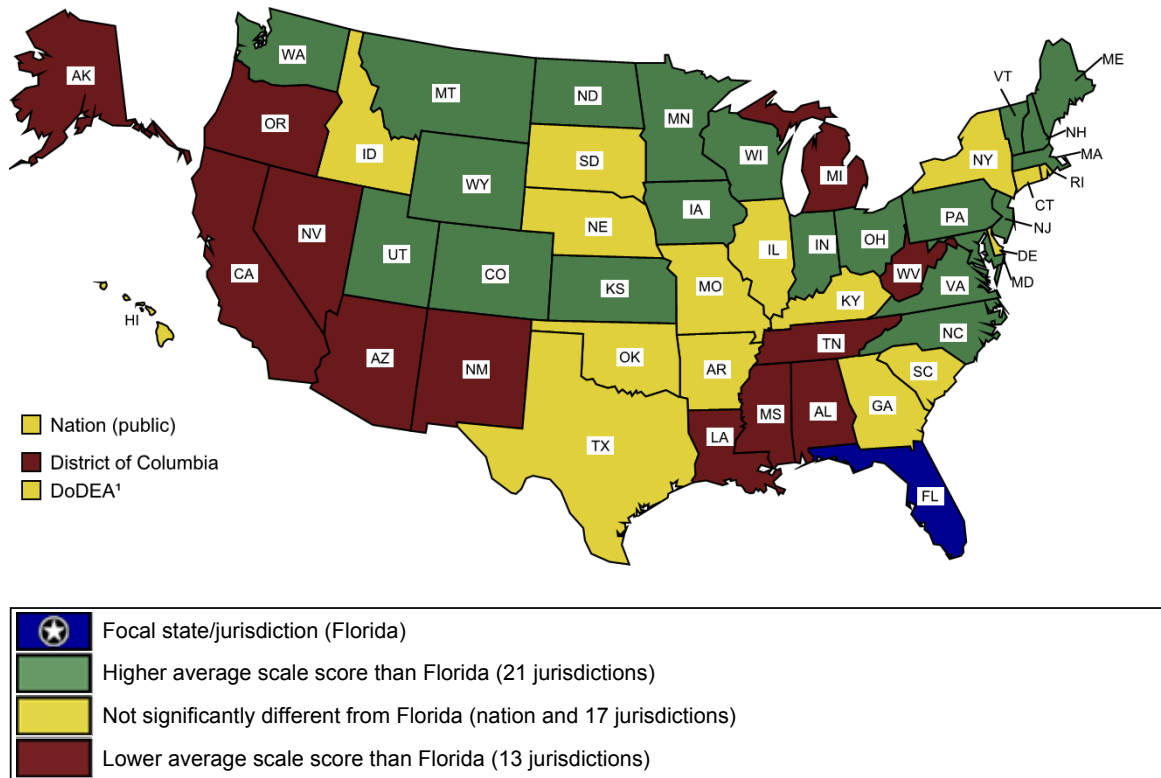 WA
AK
MT
ND
MN
VT
ME
OR
ID
SD
WI
NY
NH
MA
WY
MI
RI
CT
NE
IA
PA
NJ
NV
UT
CO
IL
IN
OH
DE
MD
CA
KS
MO
WV
VA
KY
HI
NC
AZ
NM
OK
AR
TN
SC
MS
AL
GA
LA
TX
FL
Nation (public)
District of Columbia
DoDEA¹
Focal state/jurisdiction (Florida)
Higher average scale score than Florida (21 jurisdictions)
Not significantly different from Florida (nation and 17 jurisdictions)
Lower average scale score than Florida (13 jurisdictions)